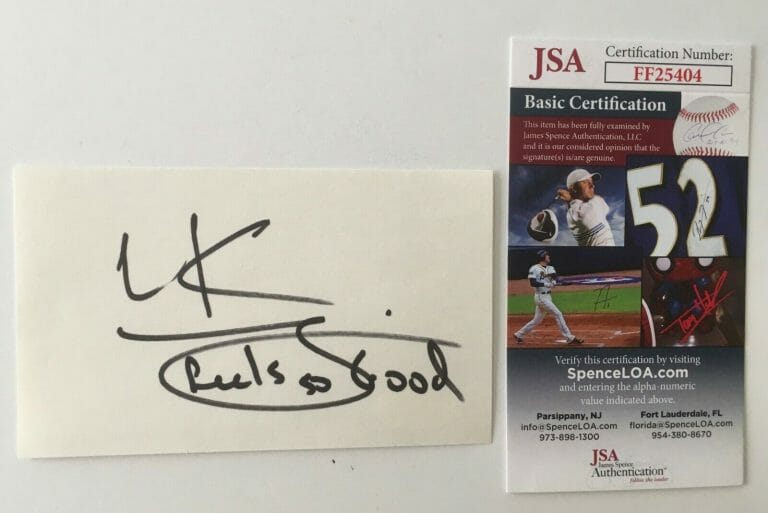 VK
Feels so Good
JSA
Certification Number:
FF25404
Basic Certification
This item has been fully examined by
James Spence Authentication, LLC
and it is our considered opinion that the
signature(s) is/are genuine.
52
Verify this certification by visiting
SpenceLOA.com
and entering the alpha-numeric
value indicated above.
Parsippany, NJ
info@SpenceLOA.com
973-898-1300
Fort Lauderdale, FL
florida@SpenceLOA.com
954-380-8670
JSA
James Spence
Authentication